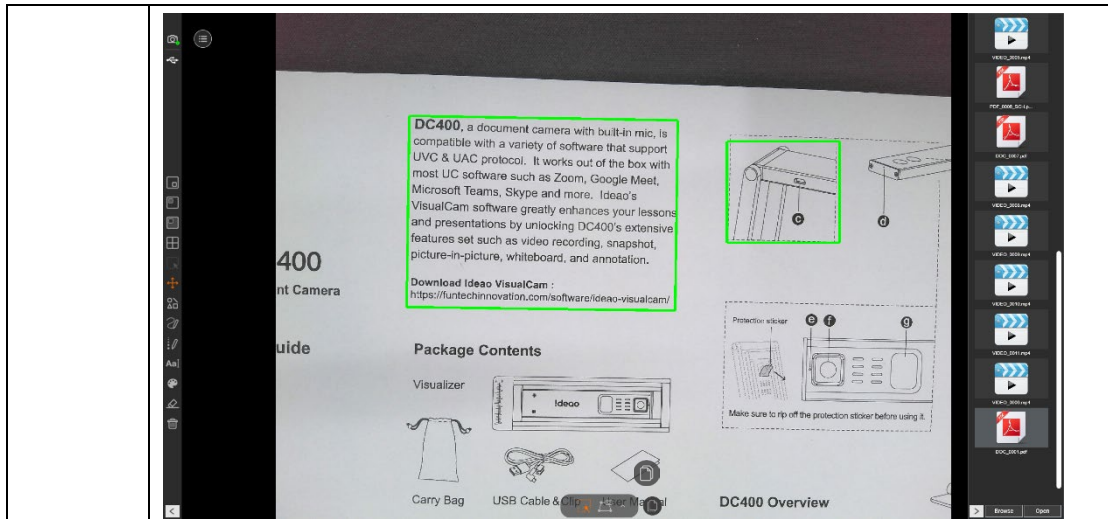 DC400, a document camera with built-in mic, is
compatible with a variety of software that support
UVC & UAC protocol. It works out of the box with
most UC software such as Zoom, Google Meet,
Microsoft Teams, Skype and more. Ideao's
VisualCam software greatly enhances your lessons
and presentations by unlocking DC400's extensive
features set such as video recording, snapshot,
picture-in-picture, whiteboard, and annotation.
Download Ideao VisualCam :
https://funtechinnovation.com/software/ideao-visualcam/
400
nt Camera
uide
Package Contents
Visualizer
Ideao
Carry Bag
USB Cable & Clip
User Manual
c
d
Protection sticker
e f g
Make sure to rip off the protection sticker before using it.
DC400 Overview
Aa
DOC_0001.pdf
Browse Open